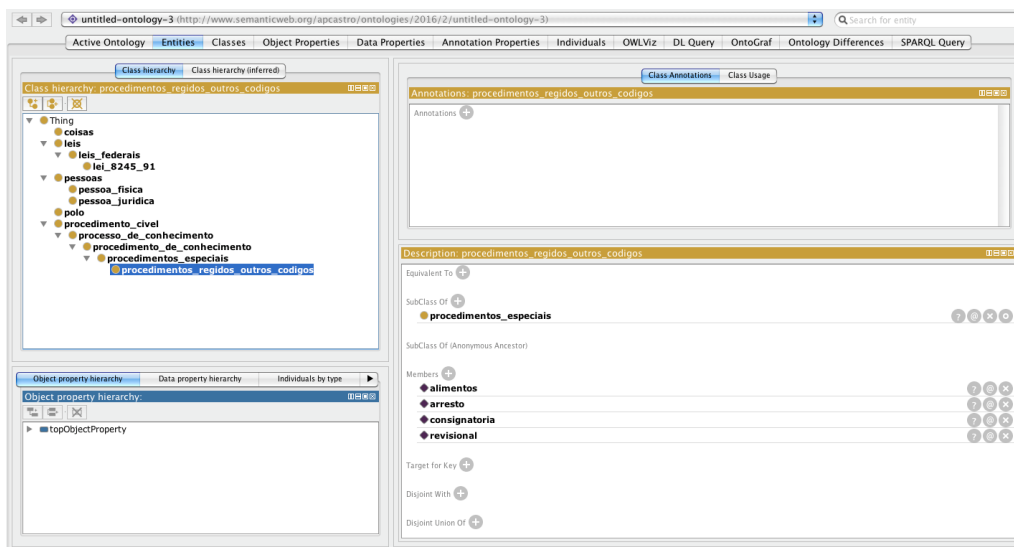 untitled-ontology-3 (http://www.semanticweb.org/apcastro/ontologies/2016/2/untitled-ontology-3)
Search for entity
Active Ontology Entities Classes Object Properties Data Properties Annotation Properties Individuals OWLViz DL Query OntoGraf Ontology Differences SPARQL Query
Class hierarchy Class hierarchy (inferred)
Class hierarchy: procedimentos_regidos_outros_codigos
Thing
coisas
leis
leis_federais
lei_8245_91
pessoas
pessoa_fisica
pessoa_juridica
polo
procedimento_civel
processo_de_conhecimento
procedimento_de_conhecimento
procedimentos_especiais
procedimentos_regidos_outros_codigos
Object property hierarchy Data property hierarchy Individuals by type
Object property hierarchy:
topObjectProperty
Class Annotations Class Usage
Annotations: procedimentos_regidos_outros_codigos
Annotations
Description: procedimentos_regidos_outros_codigos
Equivalent To
SubClass Of
procedimentos_especiais
SubClass Of (Anonymous Ancestor)
Members
alimentos
arresto
consignatoria
revisional
Target for Key
Disjoint With
Disjoint Union Of